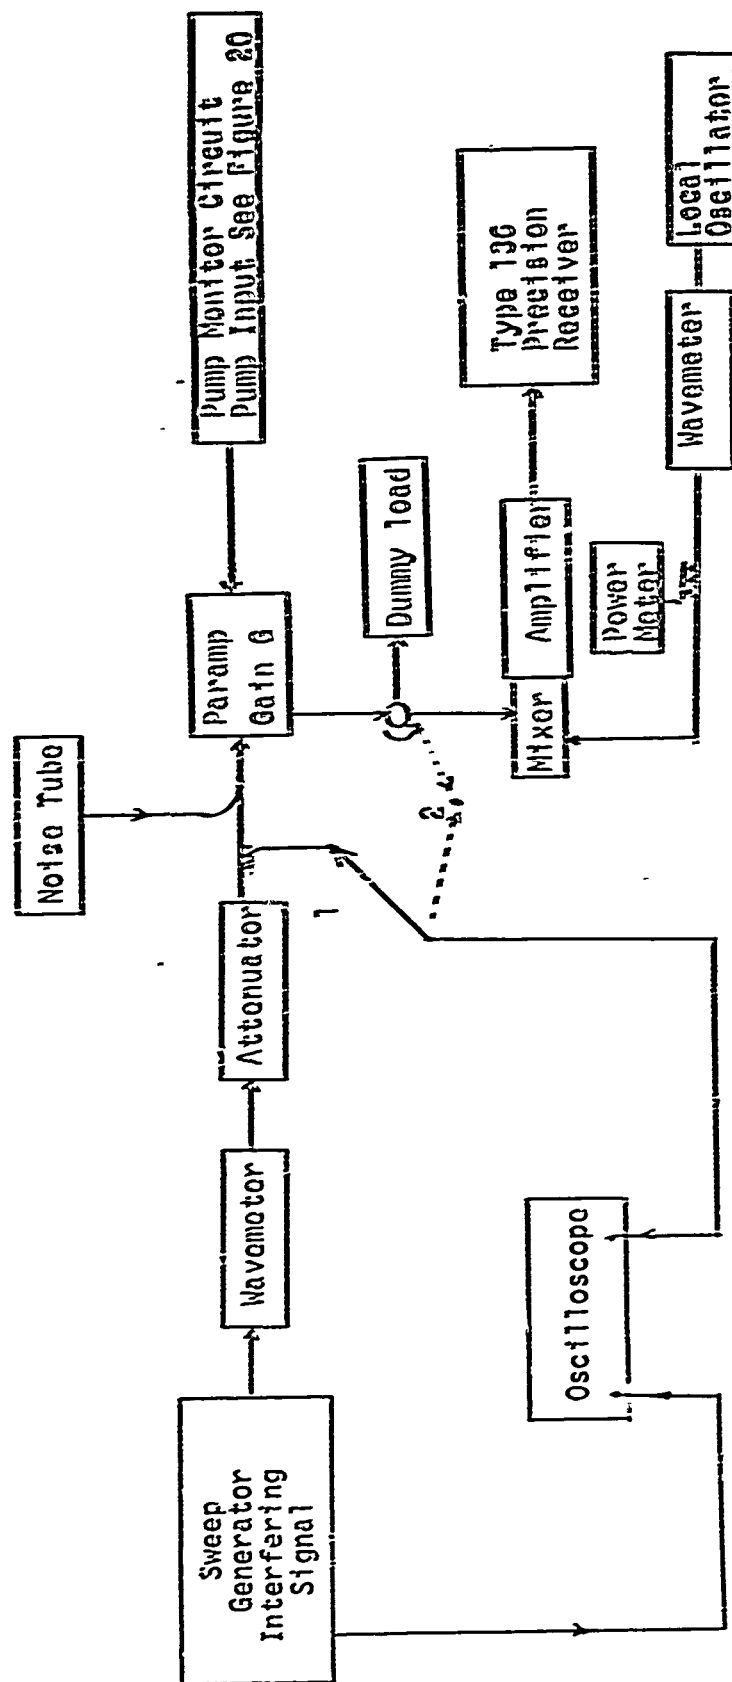 Noise Tube
Pump Monitor Circuit
Pump Input See Figure 20
Sweep
Generator
Interfering
Signal
Wavemeter
Attenuator
Paramp
Gain G
1
2
Dummy load
Type 136
Precision
Receiver
Mixer
Amplifier
Oscilloscope
Power
Meter
Wavemeter
Local
Oscillator